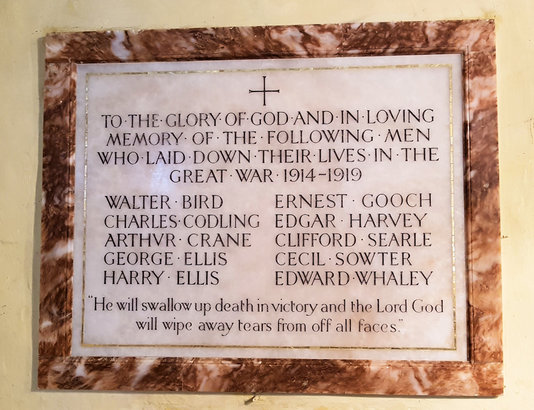 TO·THE·GLORY·OF·GOD·AND·IN·LOVING
MEMORY·OF·THE·FOLLOWING·MEN
WHO·LAID·DOWN·THEIR·LIVES·IN·THE
GREAT·WAR·1914-1919
WALTER·BIRD
CHARLES·CODLING
ARTHVR·CRANE
GEORGE·ELLIS
HARRY·ELLIS
ERNEST·GOOCH
EDGAR·HARVEY
CLIFFORD·SEARLE
CECIL·SOWTER
EDWARD·WHALEY
"He will swallow up death in victory and the Lord God
will wipe away tears from off all faces."